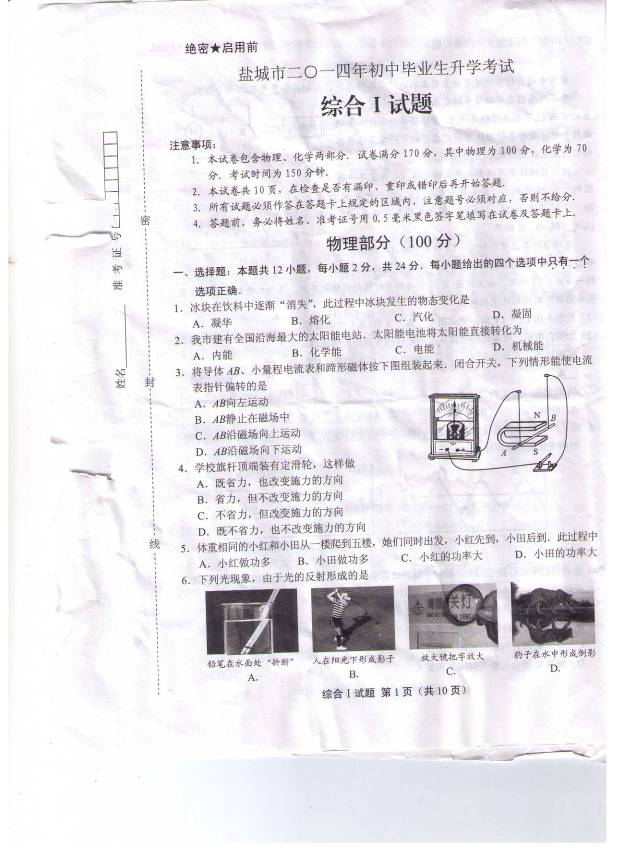 绝密★启用前
盐城市二〇一四年初中毕业生升学考试
综合 I 试题
注意事项：
1. 本试卷包含物理、化学两部分. 试卷满分 170 分, 其中物理为 100 分, 化学为 70
分. 考试时间为 150 分钟.
2. 本试卷共 10 页, 在检查是否有漏印、重印或错印后再开始答题.
3. 所有试题必须作答在答题卡上规定的区域内, 注意题号必须对应, 否则不给分.
4. 答题前, 务必将姓名、准考证号用 0.5 毫米黑色签字笔填写在试卷及答题卡上.
物理部分（100 分）
一、选择题：本题共 12 小题, 每小题 2 分, 共 24 分. 每小题给出的四个选项中只有一个
选项正确.
1. 冰块在饮料中逐渐“消失”, 此过程中冰块发生的物态变化是
A. 凝华 B. 熔化 C. 汽化 D. 凝固
2. 我市建有全国沿海最大的太阳能电站. 太阳能电池将太阳能直接转化为
A. 内能 B. 化学能 C. 电能 D. 机械能
3. 将导体 AB、小量程电流表和蹄形磁体按下图组装起来. 闭合开关, 下列情形能使电流
表指针偏转的是
A. AB向左运动
B. AB静止在磁场中
C. AB沿磁场向上运动
D. AB沿磁场向下运动
N
B
A
S
4. 学校旗杆顶端装有定滑轮, 这样做
A. 既省力, 也改变施力的方向
B. 省力, 但不改变施力的方向
C. 不省力, 但改变施力的方向
D. 既不省力, 也不改变施力的方向
5. 体重相同的小红和小田从一楼爬到五楼, 她们同时出发, 小红先到, 小田后到. 此过程中
A. 小红做功多 B. 小田做功多 C. 小红的功率大 D. 小田的功率大
6. 下列光现象, 由于光的反射形成的是
关灯
铅笔在水面处“折断” 人在阳光下形成影子 放大镜把字放大 豹子在水中形成倒影
A. B. C. D.
综合 I 试题 第 1 页（共 10 页）
准考证号
姓名
密
封
线